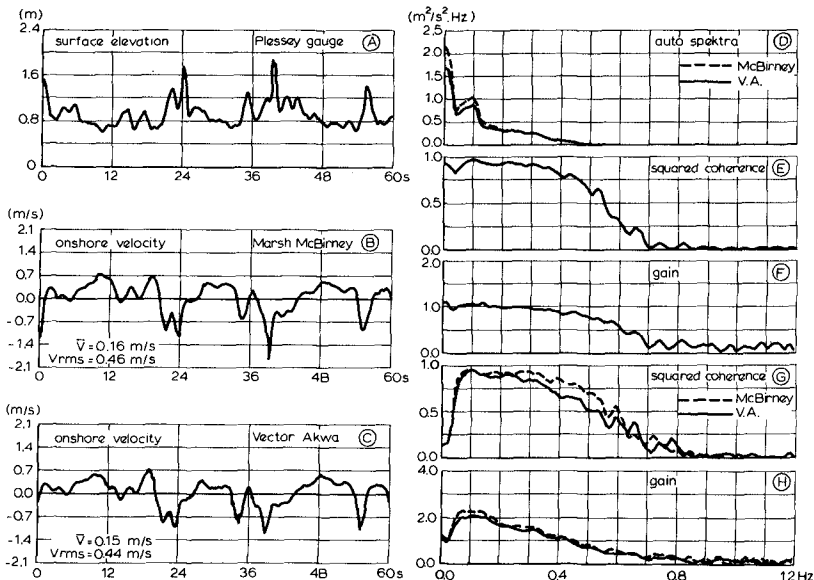 (m)
2.4
1.6
0.8
0
surface elevation
Plessey gauge
A
0
12
24
36
48
60s
(m/s)
2.1
1.4
0.7
0.0
-0.7
-1.4
-2.1
onshore velocity
Marsh McBirney
B
V̄=0.16 m/s
Vrms=0.46 m/s
0
12
24
36
48
60s
(m/s)
2.1
1.4
0.7
0.0
-0.7
-1.4
-2.1
onshore velocity
Vector Akwa
C
V̄=0.15 m/s
Vrms=0.44 m/s
0
12
24
36
48
60s
(m²/s².Hz)
2.5
2.0
1.5
1.0
0.5
0.0
auto spektra
D
McBirney
V.A.
1.0
0.5
0.0
squared coherence
E
2.0
1.0
0.0
gain
F
1.0
0.5
0.0
squared coherence
G
McBirney
V.A.
4.0
2.0
0.0
gain
H
0.0
0.4
0.8
1.2 Hz